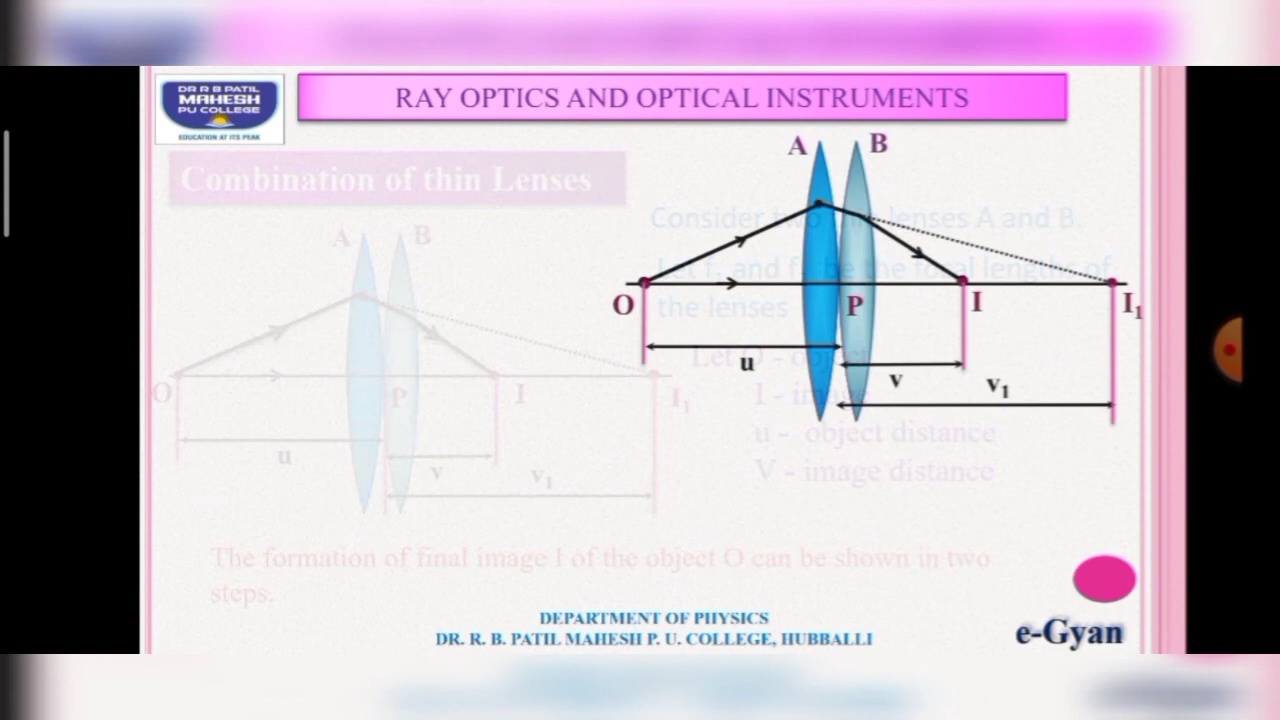 DR R B PATIL
MAHESH
PU COLLEGE
EDUCATION AT ITS PEAK
RAY OPTICS AND OPTICAL INSTRUMENTS
Combination of thin Lenses
A B
O P I I₁
u
v
v₁
Consider two thin lenses A and B.
Let f₁ and f₂ be the focal lengths of
the lenses
Let O - object
I - image
u - object distance
V - image distance
A B
O P I I₁
u
v
v₁
The formation of final image I of the object O can be shown in two
steps.
DEPARTMENT OF PHYSICS
DR. R. B. PATIL MAHESH P. U. COLLEGE, HUBBALLI
e-Gyan